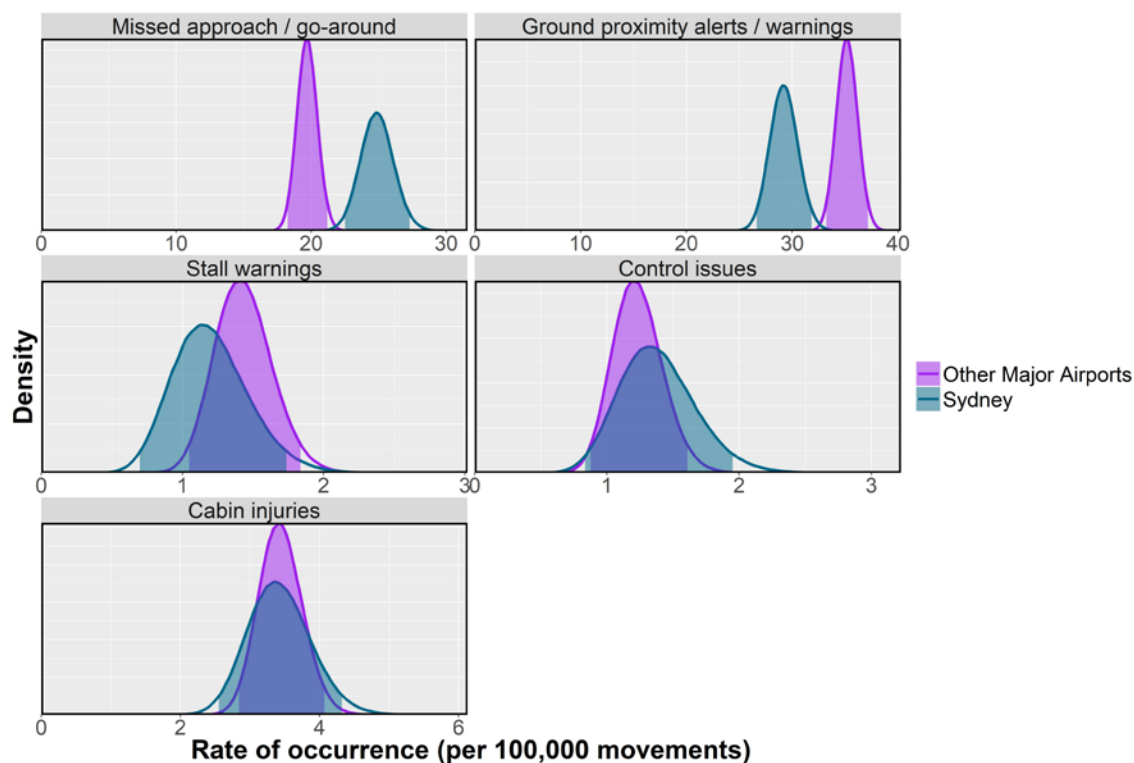 Missed approach / go-around
Ground proximity alerts / warnings
0 10 20 30
0 10 20 30 40
Stall warnings
Control issues
0 1 2 3
0 1 2 3
Cabin injuries
0 2 4 6
Density
Rate of occurrence (per 100,000 movements)
Other Major Airports
Sydney